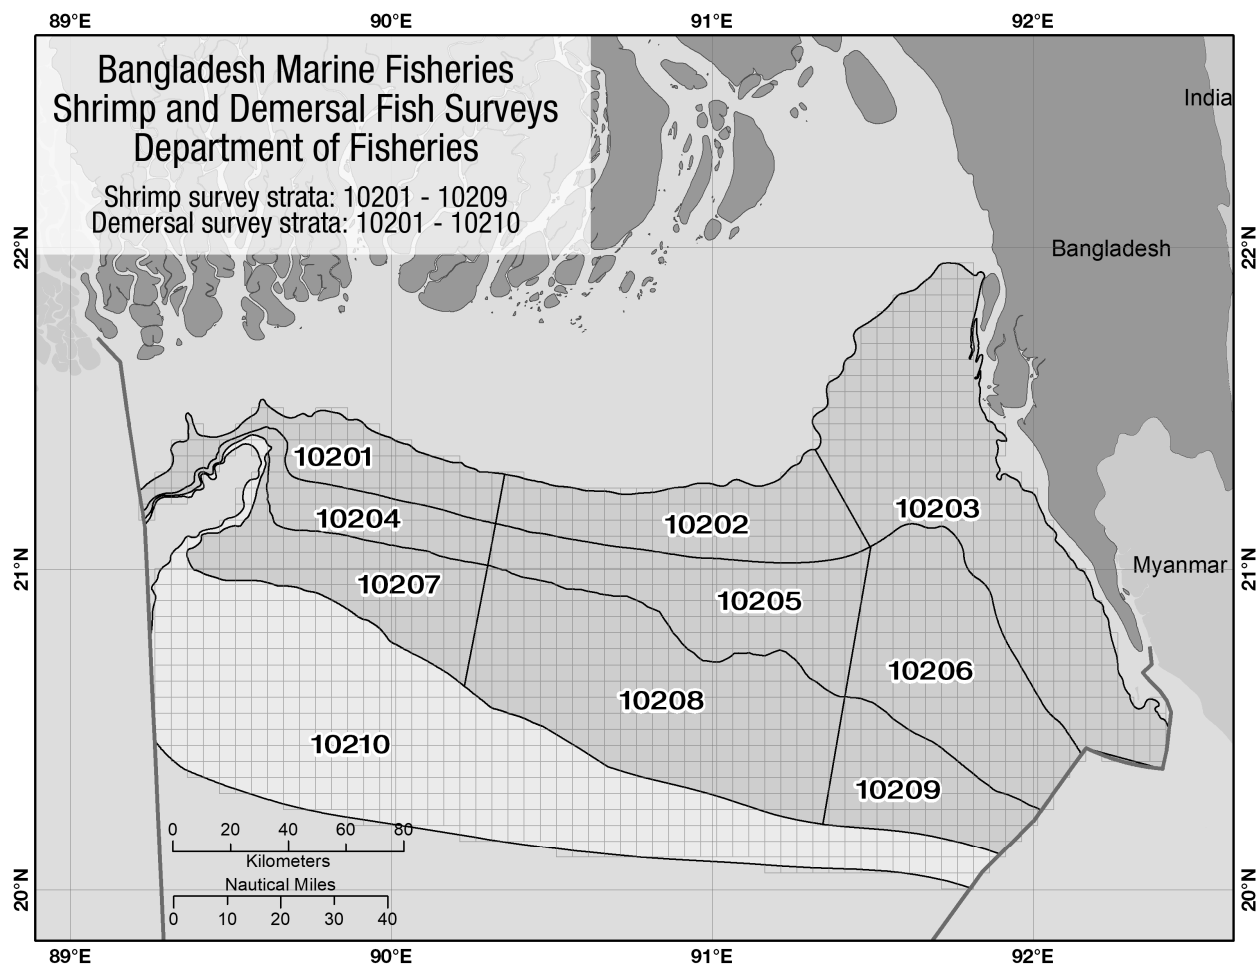 89°E 90°E 91°E 92°E
Bangladesh Marine Fisheries
Shrimp and Demersal Fish Surveys
Department of Fisheries
Shrimp survey strata: 10201 - 10209
Demersal survey strata: 10201 - 10210
India
22°N
Bangladesh
22°N
10201
10204
10202
10203
21°N
Myanmar
21°N
10207
10205
10206
10208
10210
10209
0 20 40 60 80
Kilometers
Nautical Miles
0 10 20 30 40
20°N
20°N
89°E 90°E 91°E 92°E